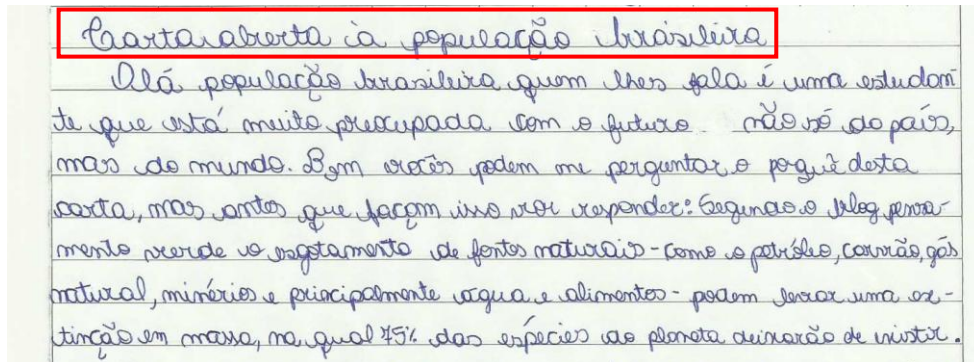 Carta aberta à população brasileira
Olá população brasileira quem lhes fala é uma estudan
te que está muito preocupada com o futuro não só do país,
mas do mundo. Bem vocês podem me perguntar o porquê desta
carta, mas antes que façam isso vou responder: Segundo o blog pensa-
mento verde o esgotamento de fontes naturais - como o petróleo, carvão, gás
natural, minérios e principalmente água e alimentos - podem levar uma ex-
tinção em massa, na qual 75% das espécies do planeta deixarão de existir.